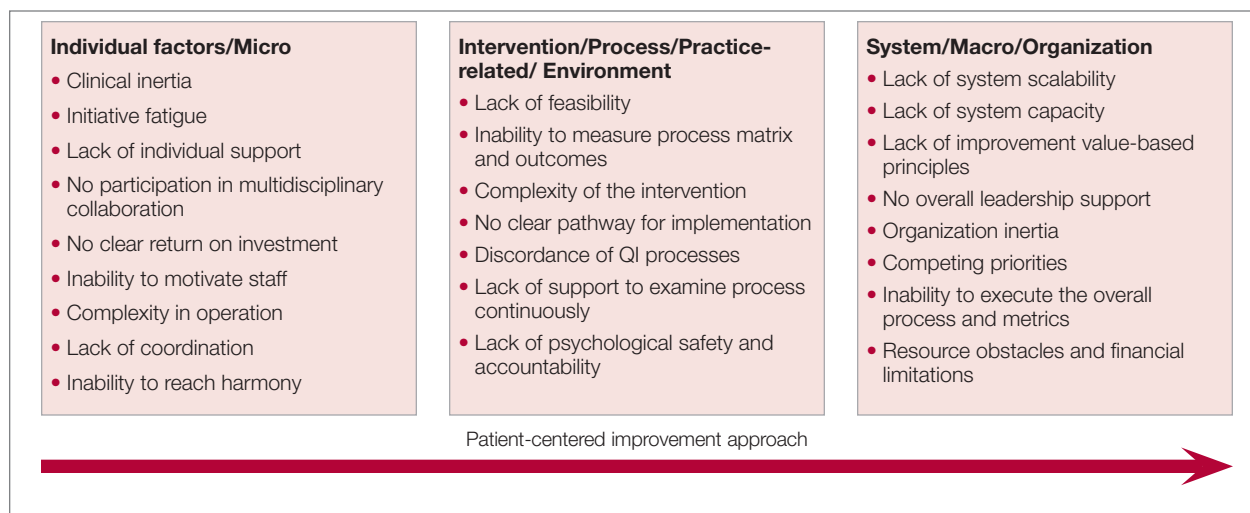 Individual factors/Micro
• Clinical inertia
• Initiative fatigue
• Lack of individual support
• No participation in multidisciplinary
collaboration
• No clear return on investment
• Inability to motivate staff
• Complexity in operation
• Lack of coordination
• Inability to reach harmony
Intervention/Process/Practice-
related/ Environment
• Lack of feasibility
• Inability to measure process matrix
and outcomes
• Complexity of the intervention
• No clear pathway for implementation
• Discordance of QI processes
• Lack of support to examine process
continuously
• Lack of psychological safety and
accountability
System/Macro/Organization
• Lack of system scalability
• Lack of system capacity
• Lack of improvement value-based
principles
• No overall leadership support
• Organization inertia
• Competing priorities
• Inability to execute the overall
process and metrics
• Resource obstacles and financial
limitations
Patient-centered improvement approach